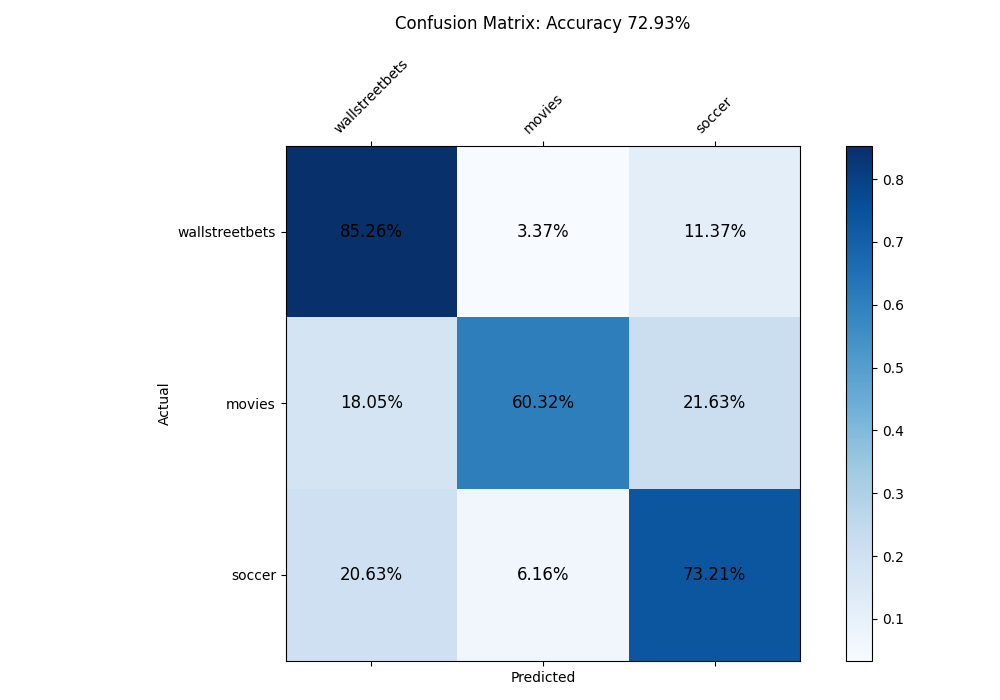 Confusion Matrix: Accuracy 72.93%
wallstreetbets movies soccer
wallstreetbets 85.26% 3.37% 11.37%
movies 18.05% 60.32% 21.63%
soccer 20.63% 6.16% 73.21%
Actual
Predicted
0.8
0.7
0.6
0.5
0.4
0.3
0.2
0.1